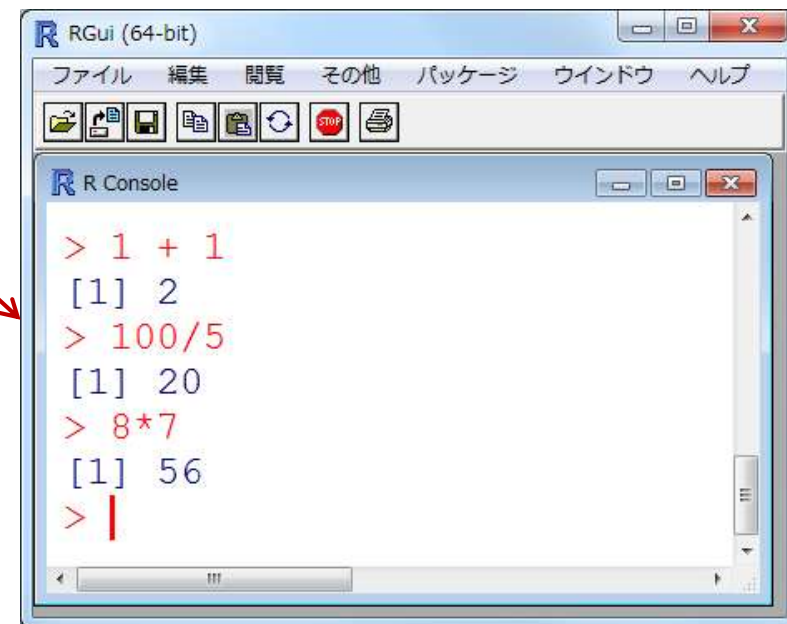 RGui (64-bit)
ファイル 編集 閲覧 その他 パッケージ ウインドウ ヘルプ
STOP
R Console
> 1 + 1
[1] 2
> 100/5
[1] 20
> 8*7
[1] 56
>